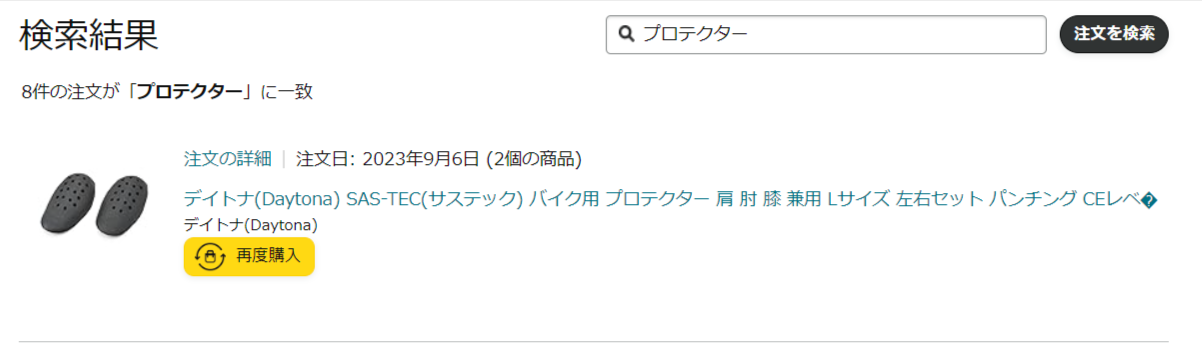 検索結果
プロテクター
注文を検索
8件の注文が「プロテクター」に一致
注文の詳細 | 注文日: 2023年9月6日 (2個の商品)
デイトナ(Daytona) SAS-TEC(サステック) バイク用 プロテクター 肩 肘 膝 兼用 Lサイズ 左右セット パンチング CEレベ�
デイトナ(Daytona)
再度購入